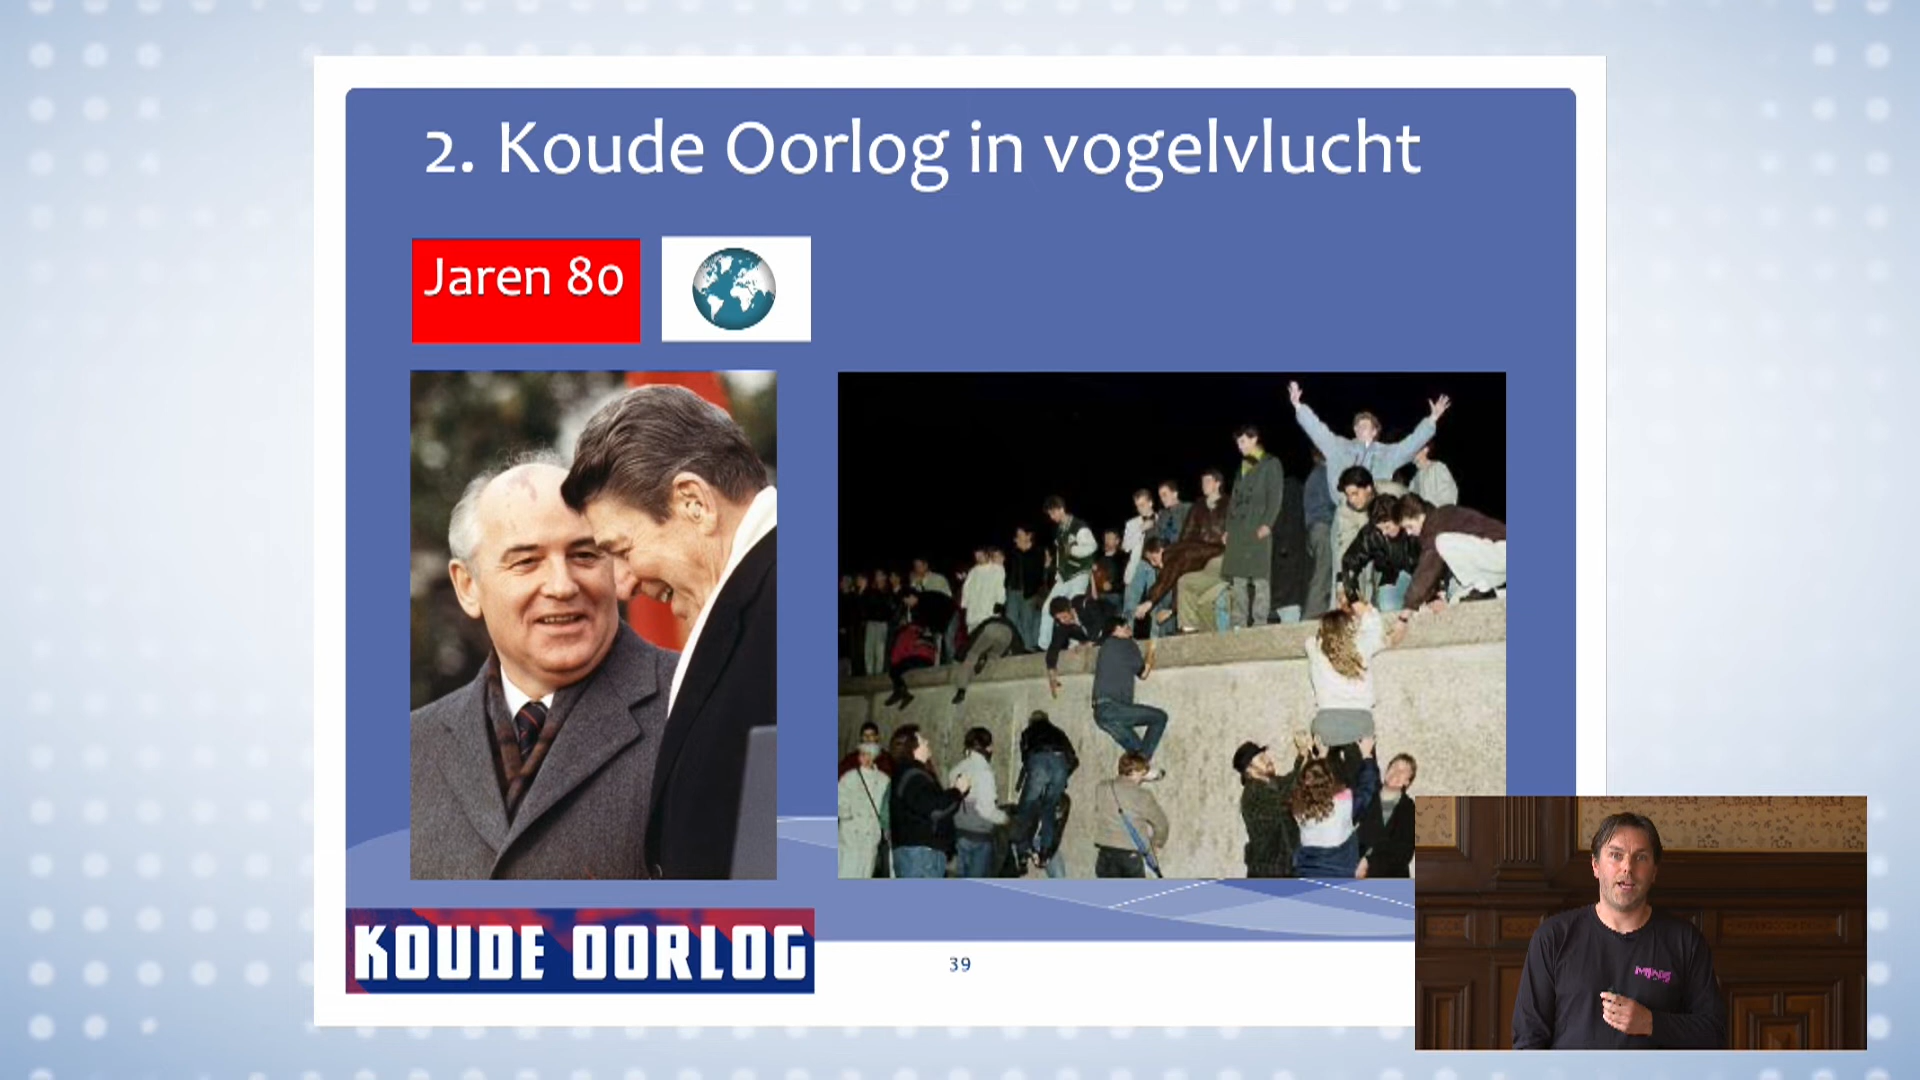 2. Koude Oorlog in vogelvlucht
Jaren 80
KOUDE OORLOG
39